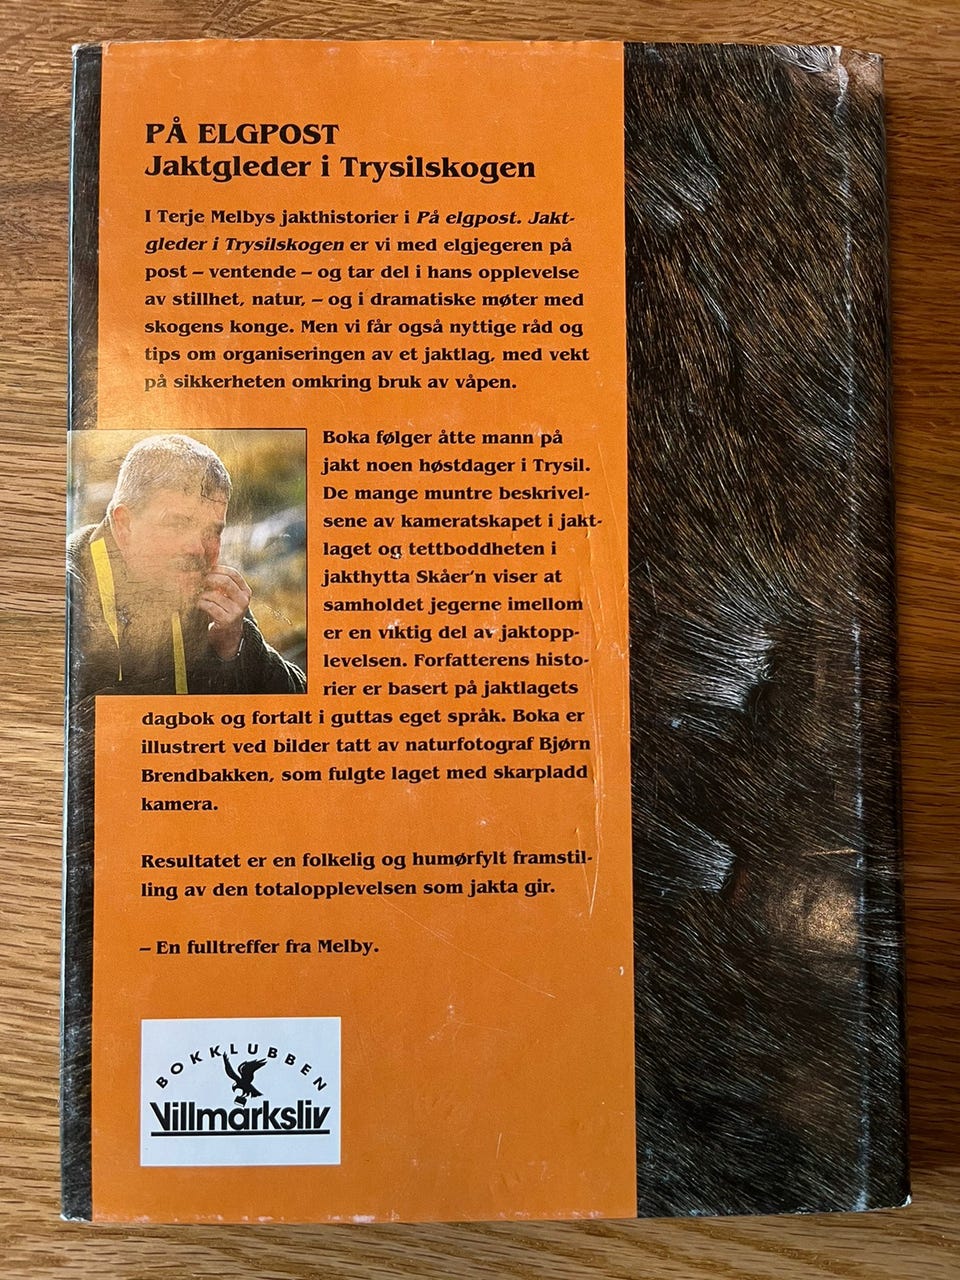 PÅ ELGPOST
Jaktgleder i Trysilskogen
I Terje Melbys jakthistorier i På elgpost. Jakt-
gleder i Trysilskogen er vi med elgjegeren på
post – ventende – og tar del i hans opplevelse
av stillhet, natur, – og i dramatiske møter med
skogens konge. Men vi får også nyttige råd og
tips om organiseringen av et jaktlag, med vekt
på sikkerheten omkring bruk av våpen.
Boka følger åtte mann på
jakt noen høstdager i Trysil.
De mange muntre beskrivel-
sene av kameratskapet i jakt-
laget og tettboddheten i
jakthytta Skåer'n viser at
samholdet jegerne imellom
er en viktig del av jaktopp-
levelsen. Forfatterens histo-
rier er basert på jaktlagets
dagbok og fortalt i guttas eget språk. Boka er
illustrert ved bilder tatt av naturfotograf Bjørn
Brendbakken, som fulgte laget med skarpladd
kamera.
Resultatet er en folkelig og humørfylt framstil-
ling av den totalopplevelsen som jakta gir.
– En fulltreffer fra Melby.
BOKKLUBBEN
Villmarksliv